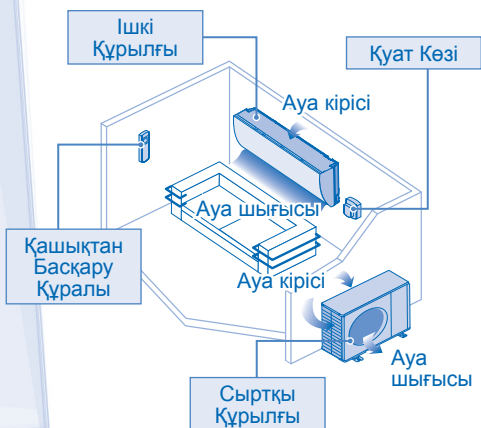 Ішкі
Құрылғы
Қуат Көзі
Ауа кірісі
Ауа шығысы
Қашықтан
Басқару
Құралы
Ауа кірісі
Ауа
шығысы
Сыртқы
Құрылғы